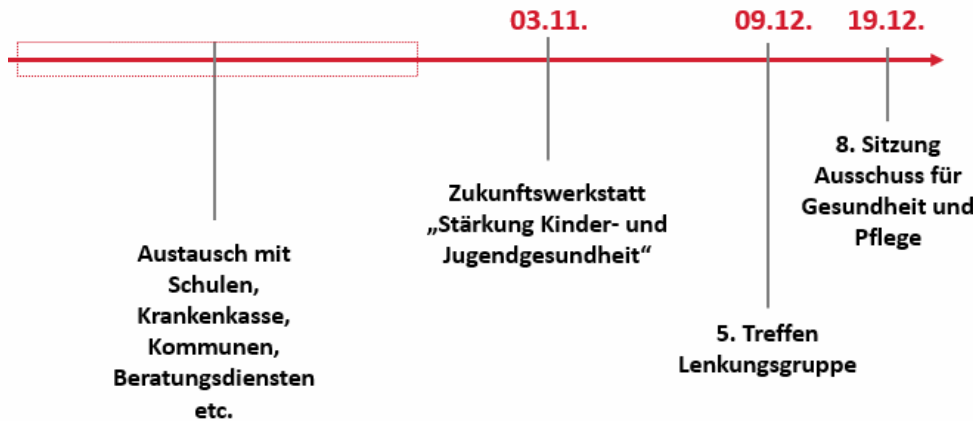 03.11.
09.12.
19.12.
Austausch mit
Schulen,
Krankenkasse,
Kommunen,
Beratungsdiensten
etc.
Zukunftswerkstatt
„Stärkung Kinder- und
Jugendgesundheit“
5. Treffen
Lenkungsgruppe
8. Sitzung
Ausschuss für
Gesundheit und
Pflege